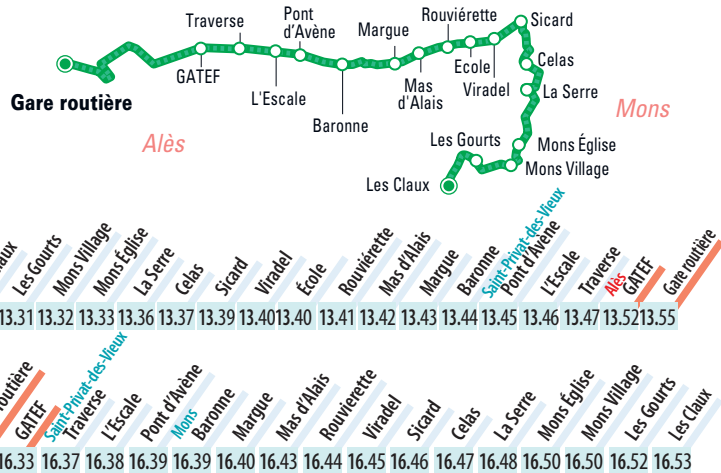 Traverse
Pont
d'Avène
Margue
Rouviérette
Sicard
GATEF
L'Escale
Baronne
Mas
d'Alais
Ecole
Viradel
Celas
La Serre
Gare routière
Alès
Mons
Les Gourts
Mons Église
Mons Village
Les Claux
Les Gourts
Mons Village
Mons Église
La Serre
Celas
Sicard
Viradel
École
Rouviérette
Mas d'Alais
Margue
Baronne
Saint-Privat-des-Vieux
Pont d'Avène
L'Escale
Traverse
Alès
GATEF
Gare routière
13.31 13.32 13.33 13.36 13.37 13.39 13.40 13.40 13.41 13.42 13.43 13.44 13.45 13.46 13.47 13.52 13.55
routière
GATEF
Saint-Privat-des-Vieux
Traverse
L'Escale
Pont d'Avène
Mons
Baronne
Margue
Mas d'Alais
Rouvierette
Viradel
Sicard
Celas
La Serre
Mons Église
Mons Village
Les Gourts
Les Claux
16.33 16.37 16.38 16.39 16.39 16.40 16.43 16.44 16.45 16.46 16.47 16.48 16.50 16.50 16.52 16.53